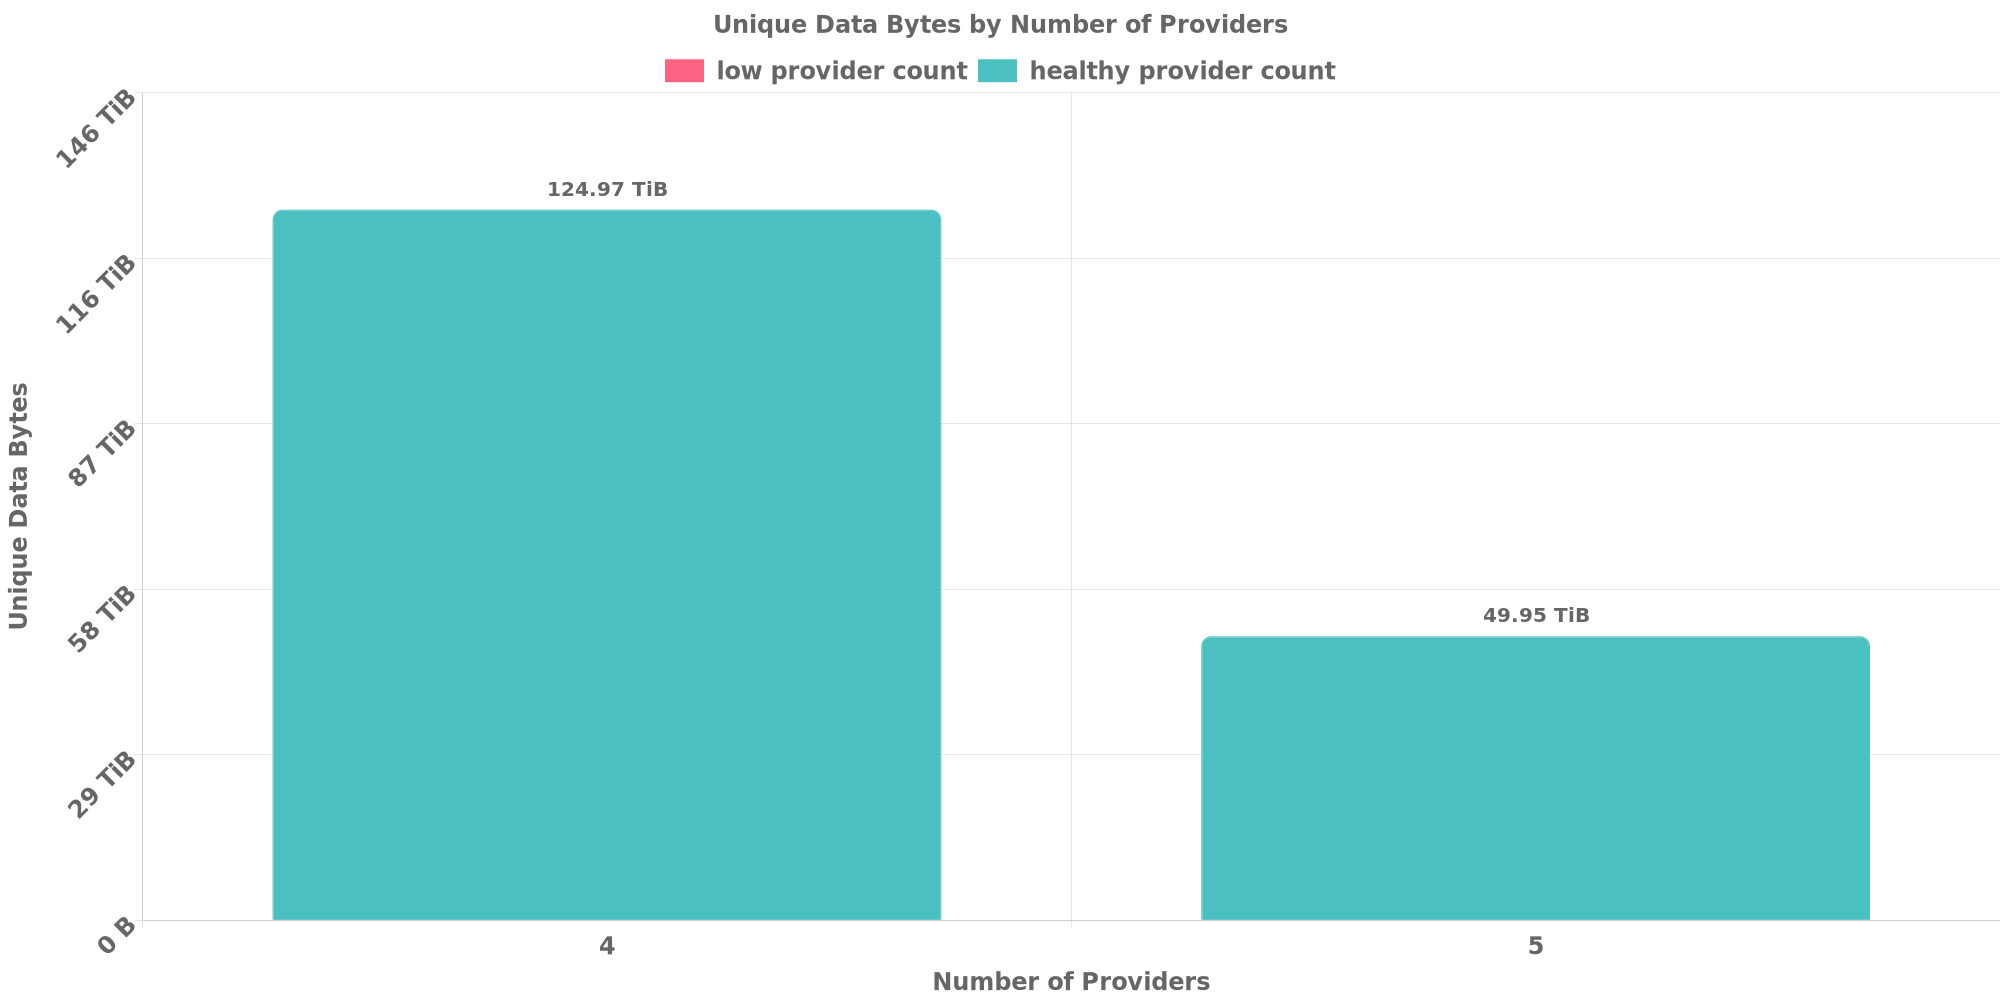 Unique Data Bytes by Number of Providers
low provider count healthy provider count
146 TiB
116 TiB
87 TiB
58 TiB
29 TiB
0 B
Unique Data Bytes
124.97 TiB
49.95 TiB
4 5
Number of Providers